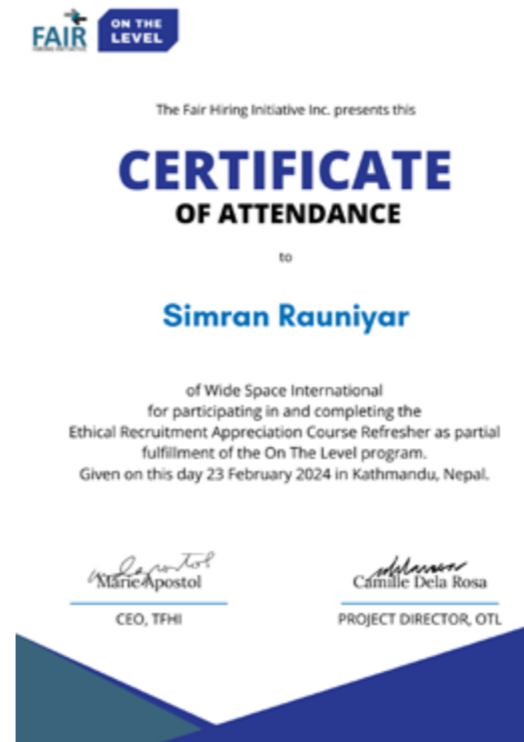 FAIR
HIRING INITIATIVE
ON THE
LEVEL
The Fair Hiring Initiative Inc. presents this
CERTIFICATE
OF ATTENDANCE
to
Simran Rauniyar
of Wide Space International
for participating in and completing the
Ethical Recruitment Appreciation Course Refresher as partial
fulfillment of the On The Level program.
Given on this day 23 February 2024 in Kathmandu, Nepal.
Marie Apostol
CEO, TFHI
Camille Dela Rosa
PROJECT DIRECTOR, OTL